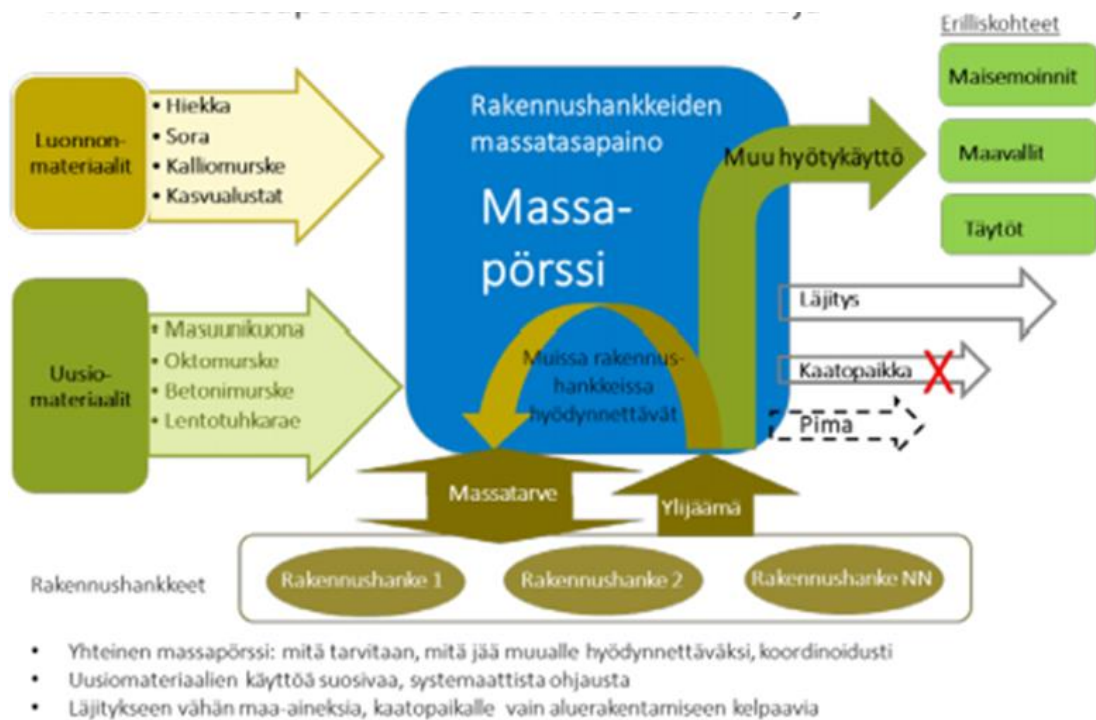 Erilliskohteet
Luonnon-
materiaalit
• Hiekka
• Sora
• Kalliomurske
• Kasvualustat
Rakennushankkeiden
massatasapaino
Massa-
pörssi
Muu hyötykäyttö
Maisemoinnit
Maavallit
Täytöt
Uusio-
materiaalit
• Masuunikuona
• Oktomurske
• Betonimurske
• Lentotuhkarae
Muissa rakennus-
hankkeissa
hyödynnettävät
Läjitys
Kaatopaikka
X
Pima
Massatarve
Ylijäämä
Rakennushankkeet
Rakennushanke 1
Rakennushanke 2
Rakennushanke NN
• Yhteinen massapörssi: mitä tarvitaan, mitä jää muualle hyödynnettäväksi, koordinoidusti
• Uusiomateriaalien käyttöä suosivaa, systemaattista ohjausta
• Läjitykseen vähän maa-aineksia, kaatopaikalle vain aluerakentamiseen kelpaavia